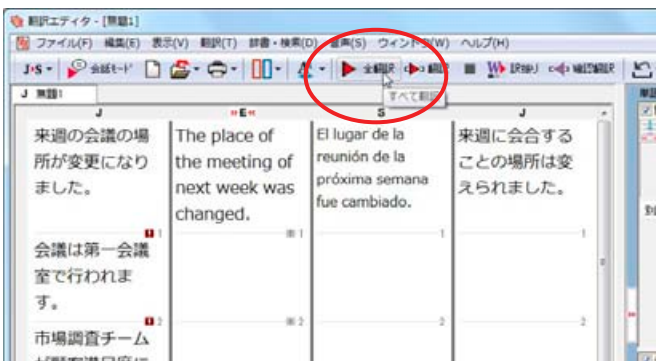 翻訳エディタ - [無題1]
ファイル(F) 編集(E) 表示(V) 翻訳(T) 辞書・検索(D) 音声(S) ウィンドウ(W) ヘルプ(H)
J›S 会話モード 全翻訳 翻訳 訳振り 確認翻訳
すべて翻訳
J 無題1
J
来週の会議の場
所が変更になり
ました。
1
会議は第一会議
室で行われま
す。
2
市場調査チーム
E
The place of
the meeting of
next week was
changed.
1
2
S
El lugar de la
reunión de la
próxima semana
fue cambiado.
1
2
J
来週に会合する
ことの場所は変
えられました。
1
2